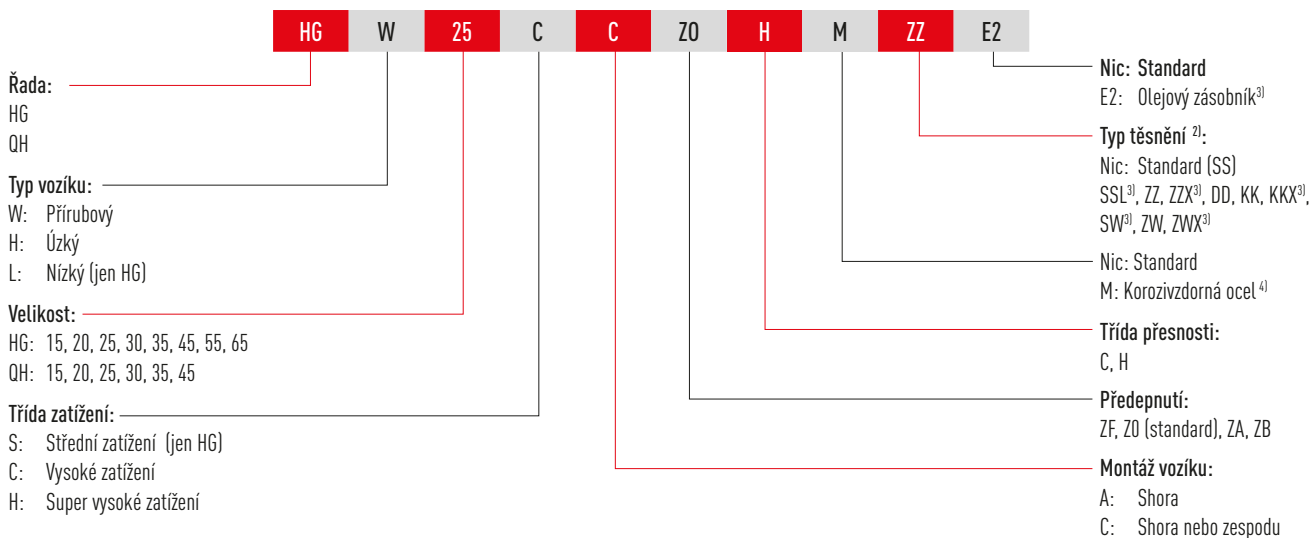 HG W 25 C C Z0 H M ZZ E2
Řada:
HG
QH
Typ vozíku:
W: Přírubový
H: Úzký
L: Nízký (jen HG)
Velikost:
HG: 15, 20, 25, 30, 35, 45, 55, 65
QH: 15, 20, 25, 30, 35, 45
Třída zatížení:
S: Střední zatížení (jen HG)
C: Vysoké zatížení
H: Super vysoké zatížení
Nic: Standard
E2: Olejový zásobník3)
Typ těsnění 2):
Nic: Standard (SS)
SSL3), ZZ, ZZX3), DD, KK, KKX3),
SW3), ZW, ZWX3)
Nic: Standard
M: Korozivzdorná ocel 4)
Třída přesnosti:
C, H
Předepnutí:
ZF, Z0 (standard), ZA, ZB
Montáž vozíku:
A: Shora
C: Shora nebo zespodu